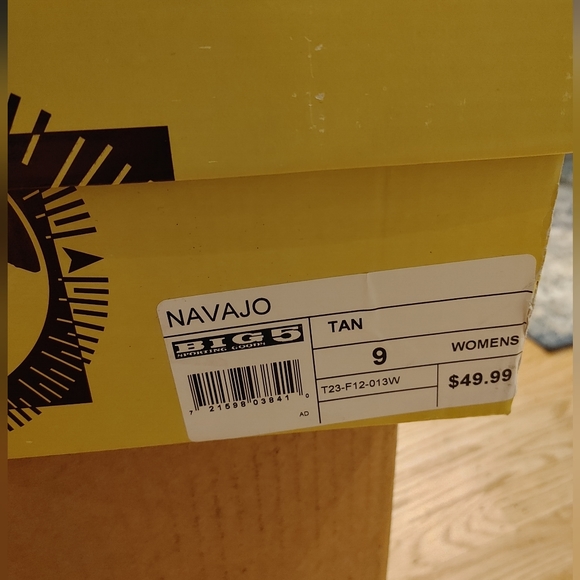 NAVAJO
BIG 5
SPORTING GOODS
TAN
9
WOMENS
T23-F12-013W
$49.99
7 21598 03841 0
AD